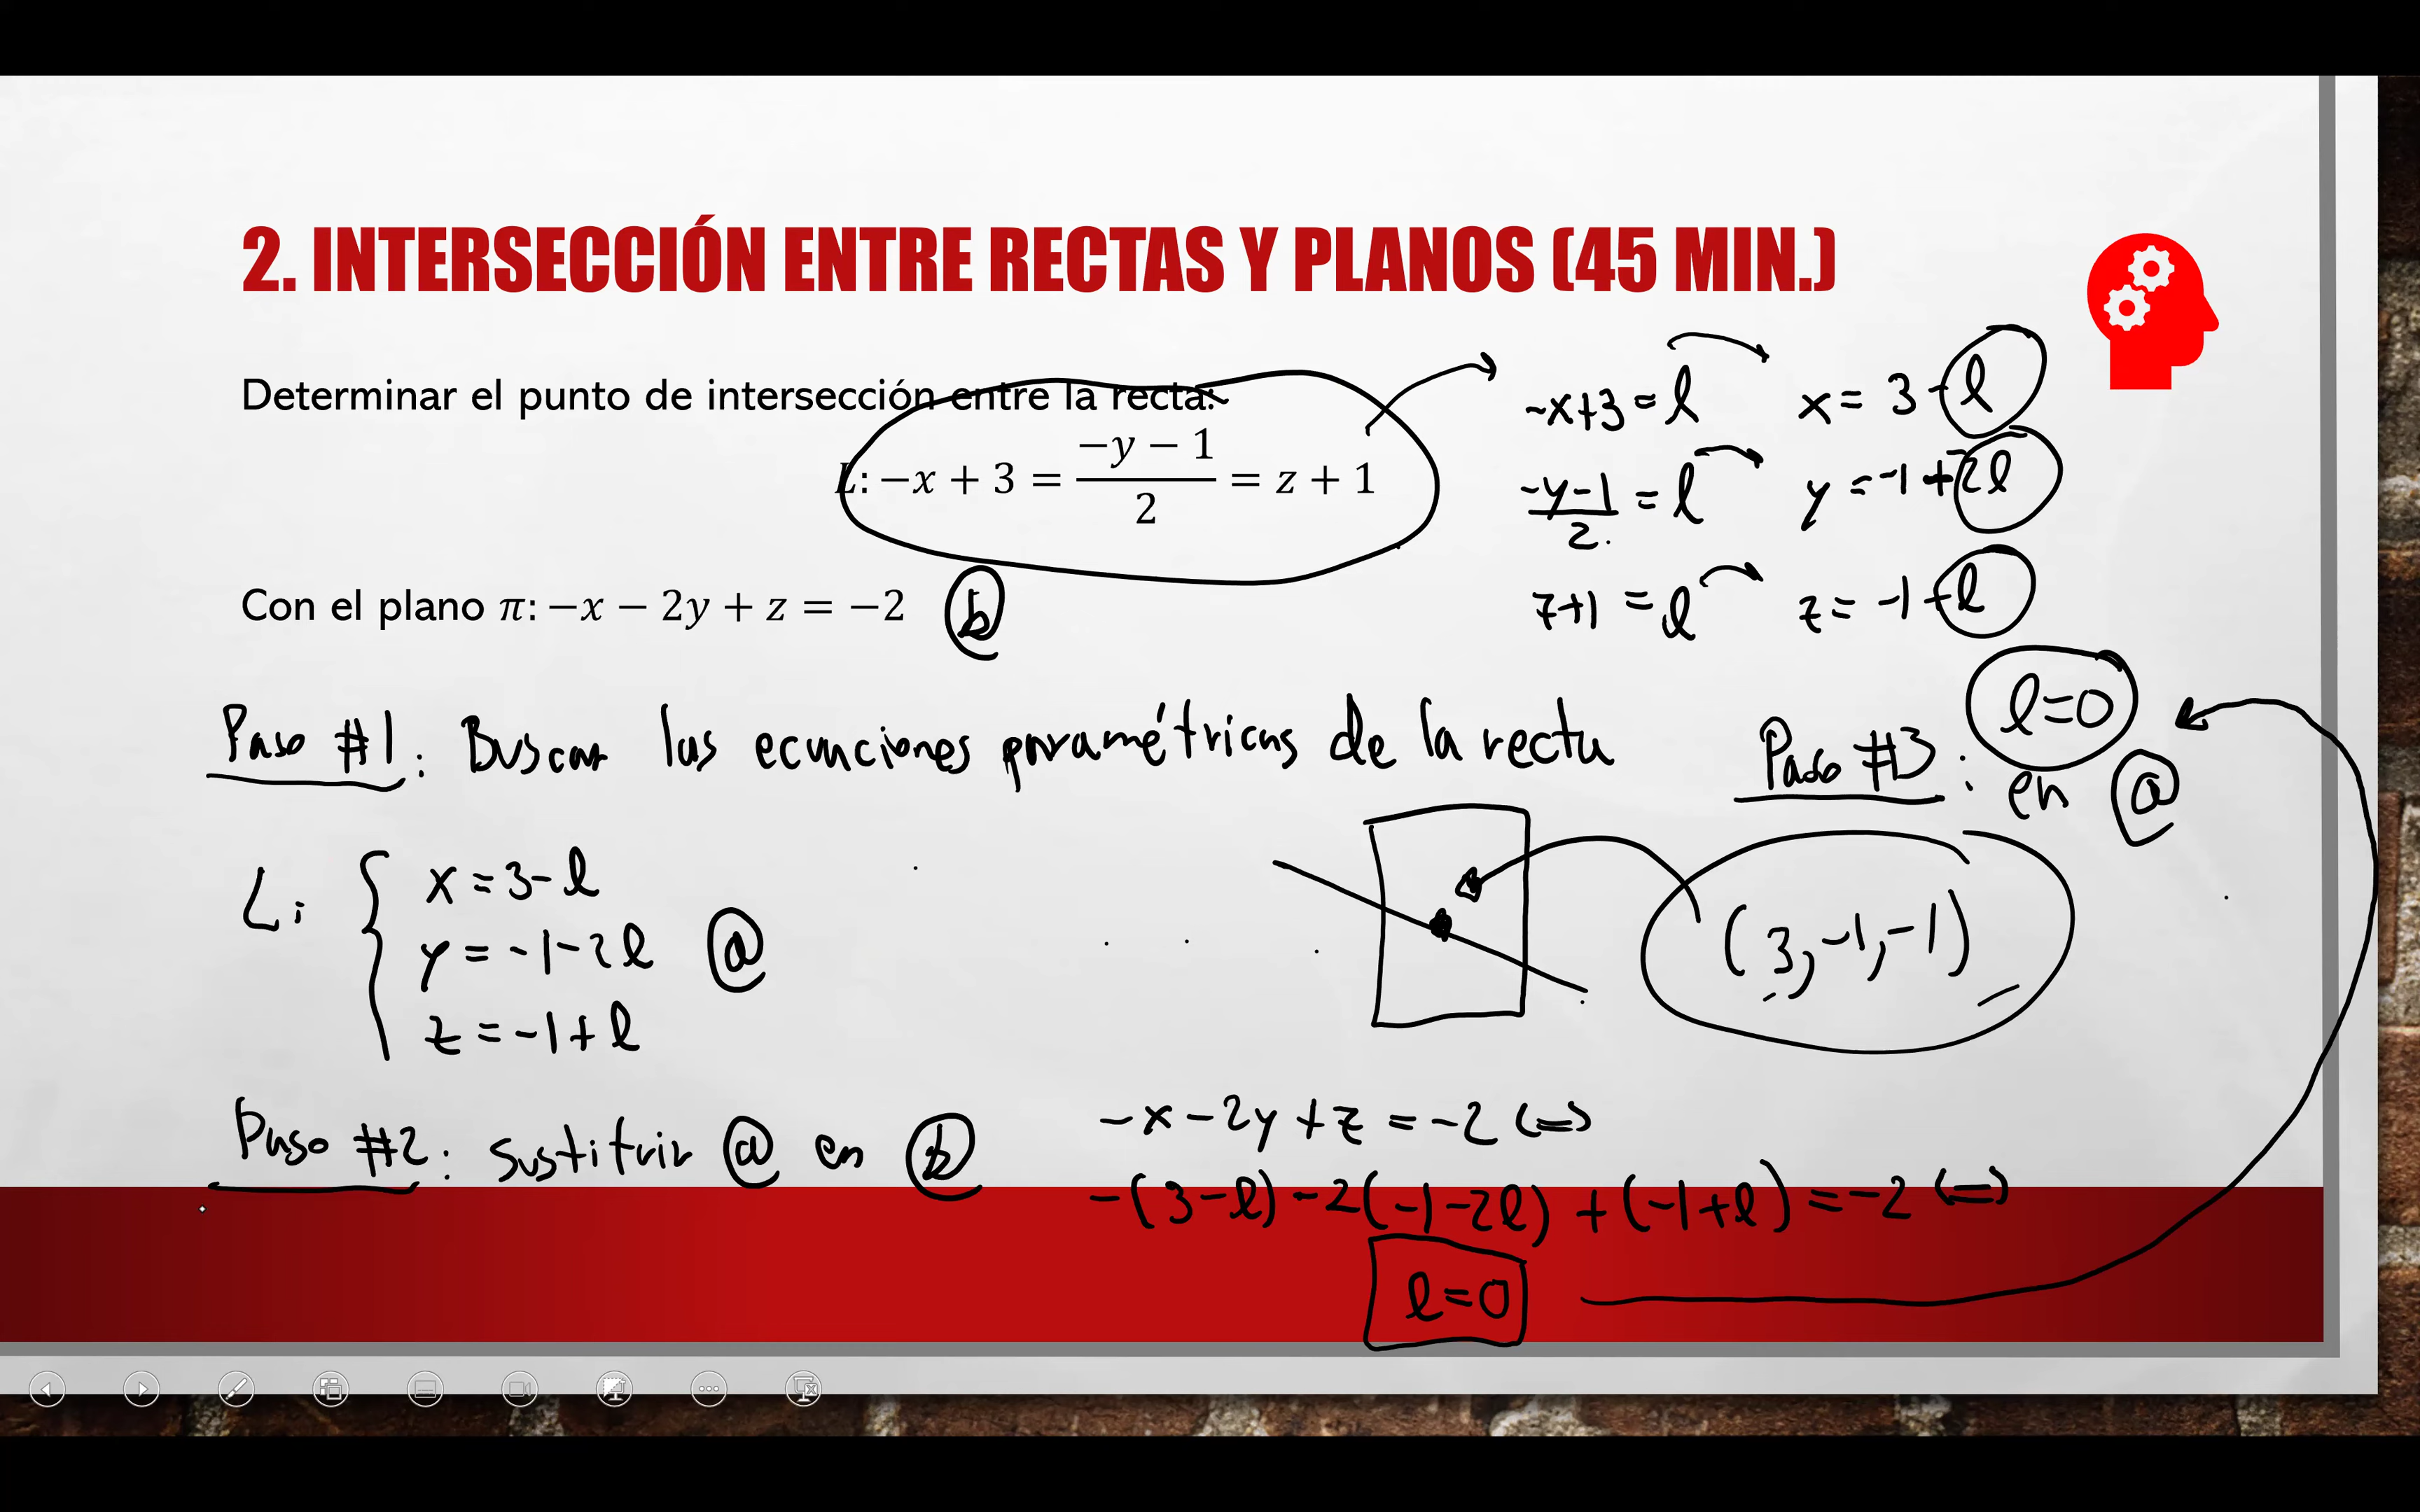 2. INTERSECCIÓN ENTRE RECTAS Y PLANOS (45 MIN.)
Determinar el punto de intersección entre la recta:
L: −x + 3 = (−y − 1)/2 = z + 1
Con el plano π: −x − 2y + z = −2 (b)
-x+3 = l x = 3 - l
(-y-1)/2 = l y = -1 + 2l
z+1 = l z = -1 + l
Paso #1: Buscar las ecuaciones paramétricas de la recta
L: { x = 3 - l
y = -1 - 2l (a)
z = -1 + l
Paso #2: sustituir (a) en (b)
-x - 2y + z = -2 <=>
-(3 - l) - 2(-1 - 2l) + (-1 + l) = -2 <=>
l = 0
Paso #3: l = 0
en (a)
(3, -1, -1)